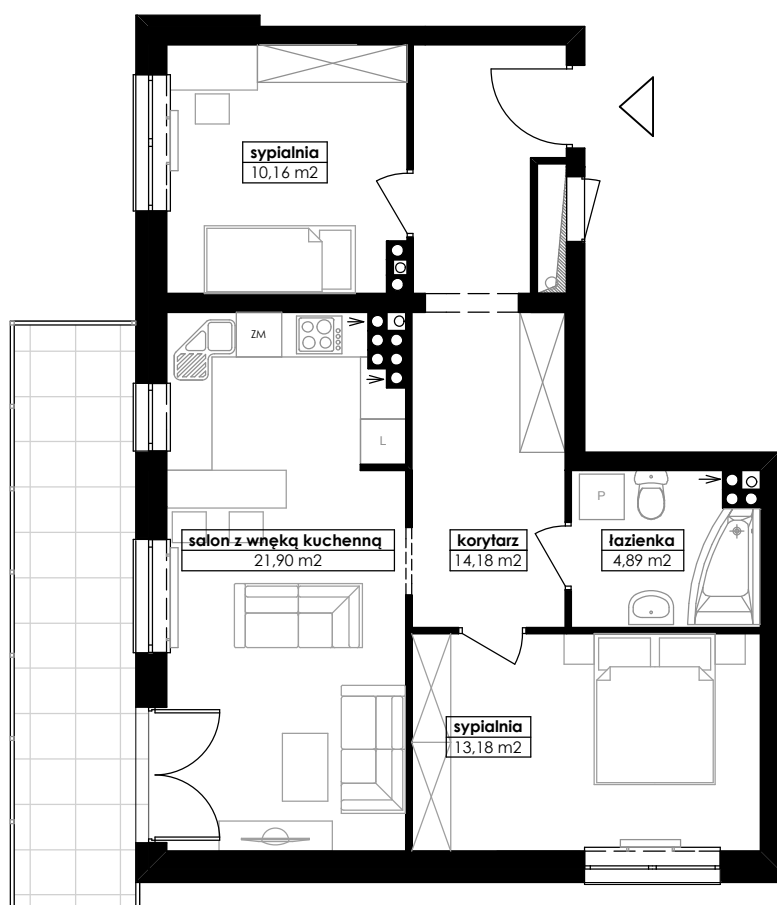 sypialnia
10,16 m2
ZM
L
P
salon z wnęką kuchenną
21,90 m2
korytarz
14,18 m2
łazienka
4,89 m2
sypialnia
13,18 m2